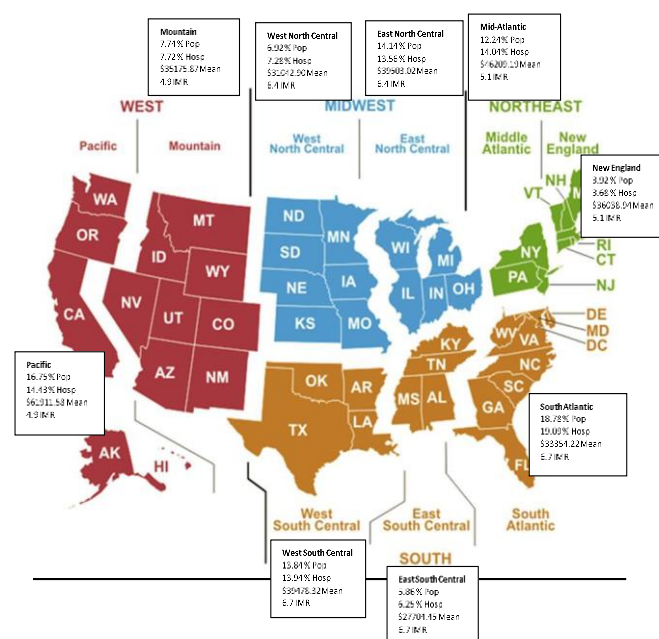 Mountain
7.74% Pop
7.72% Hosp
$35175.87 Mean
4.9 IMR
West North Central
6.92% Pop
7.28% Hosp
$31042.90 Mean
6.4 IMR
East North Central
14.14% Pop
13.56% Hosp
$39603.02 Mean
6.4 IMR
Mid-Atlantic
12.24% Pop
14.04% Hosp
$46209.19 Mean
5.1 IMR
WEST
MIDWEST
NORTHEAST
Pacific
Mountain
West
North Central
East
North Central
Middle
Atlantic
New
England
New England
3.92% Pop
3.68% Hosp
$36038.94 Mean
5.1 IMR
WA
OR
CA
NV
ID
MT
WY
UT
CO
AZ
NM
AK
HI
ND
SD
NE
KS
MN
IA
MO
WI
IL
MI
IN
OH
VT
NH
M
NY
PA
RI
CT
NJ
DE
MD
DC
WV
VA
KY
TN
NC
SC
GA
FL
MS
AL
OK
AR
TX
LA
Pacific
16.75% Pop
14.43% Hosp
$61911.58 Mean
4.9 IMR
South Atlantic
18.78% Pop
19.09% Hosp
$33354.22 Mean
6.7 IMR
West
South Central
East
South Central
South
Atlantic
West South Central
13.84% Pop
13.94% Hosp
$39478.32 Mean
6.7 IMR
SOUTH
East South Central
5.86% Pop
6.25% Hosp
$27704.45 Mean
6.7 IMR